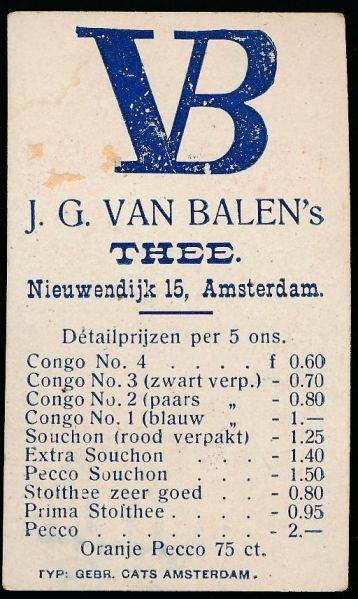 VB
J. G. VAN BALEN's
THEE.
Nieuwendijk 15, Amsterdam.
Détailprijzen per 5 ons.
Congo No. 4 . . . . f 0.60
Congo No. 3 (zwart verp.) - 0.70
Congo No. 2 (paars „ - 0.80
Congo No. 1 (blauw „ - 1.—
Souchon (rood verpakt) - 1.25
Extra Souchon . . . - 1.40
Pecco Souchon . . . - 1.50
Stofthee zeer goed . . - 0.80
Prima Stofthee . . . - 0.95
Pecco . . . . . . - 2.—
Oranje Pecco 75 ct.
TYP: GEBR. CATS AMSTERDAM.